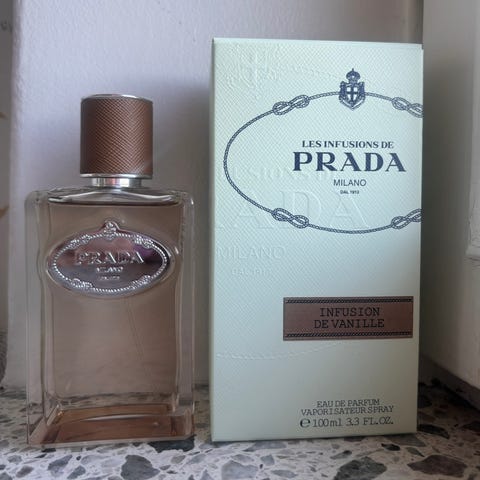 PRADA
MILANO
LES INFUSIONS DE
PRADA
MILANO
DAL 1913
INFUSION
DE VANILLE
EAU DE PARFUM
VAPORISATEUR SPRAY
℮ 100 ml 3.3 FL.OZ.